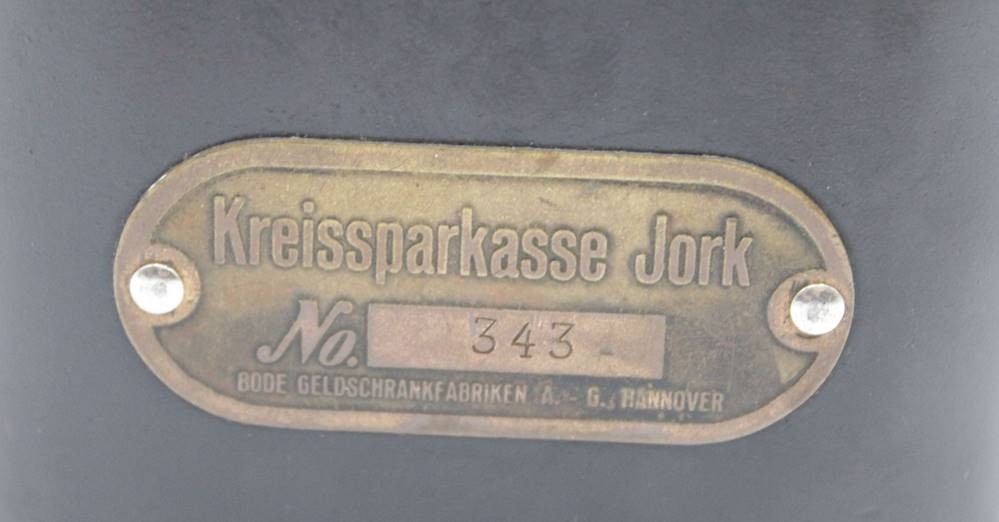 Kreissparkasse Jork
No. 343
BODE GELDSCHRANKFABRIKEN A. - G., HANNOVER